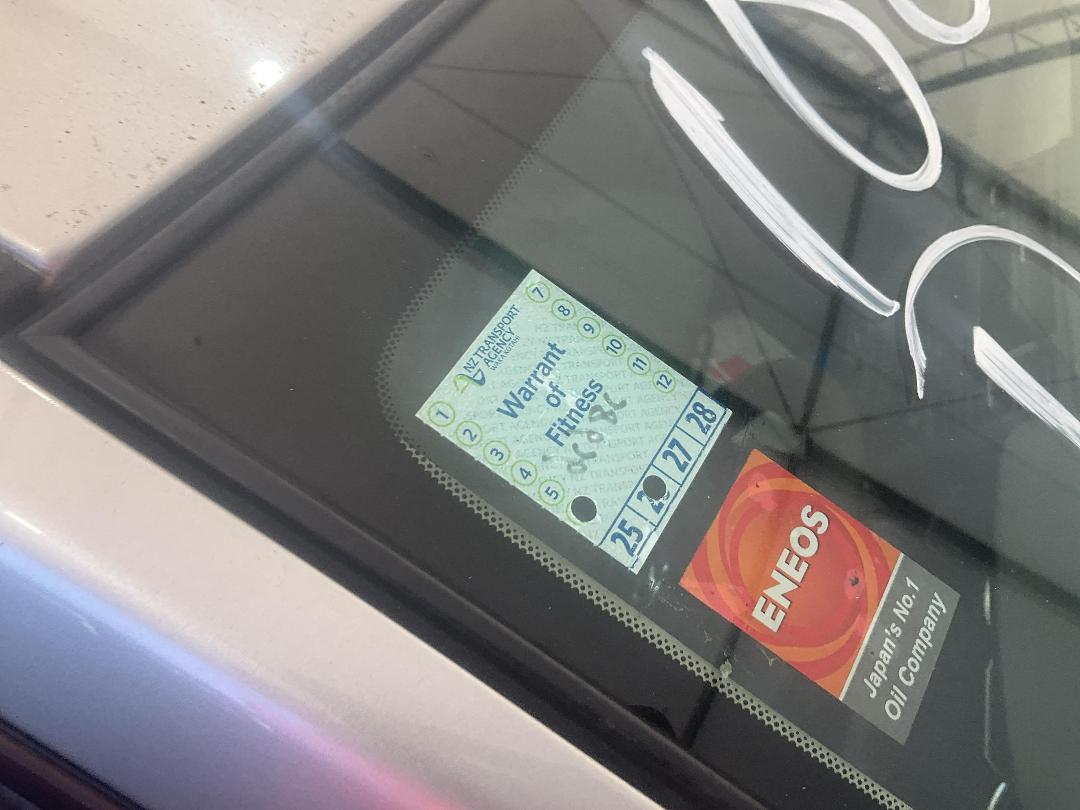 NZ TRANSPORT
AGENCY
WAKA KOTAHI
Warrant
of
Fitness
1 7
2 8
3 9
4 10
5 11
12
25 2 27 28
ENEOS
Japan's No.1
Oil Company